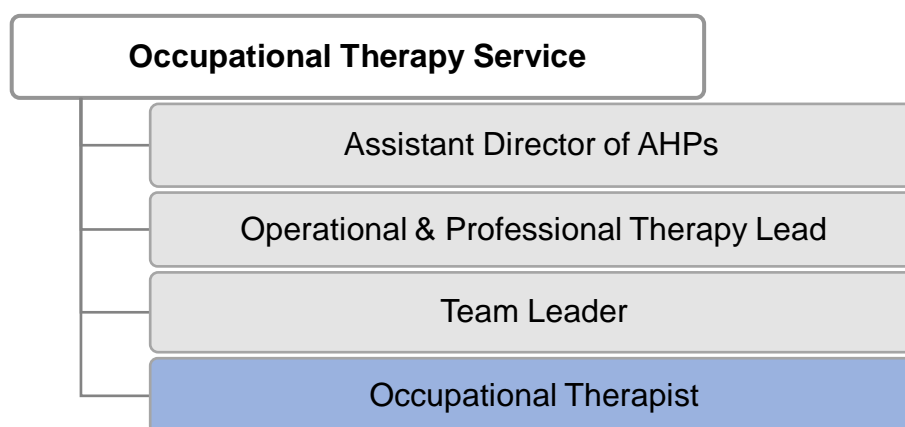 Occupational Therapy Service
Assistant Director of AHPs
Operational & Professional Therapy Lead
Team Leader
Occupational Therapist